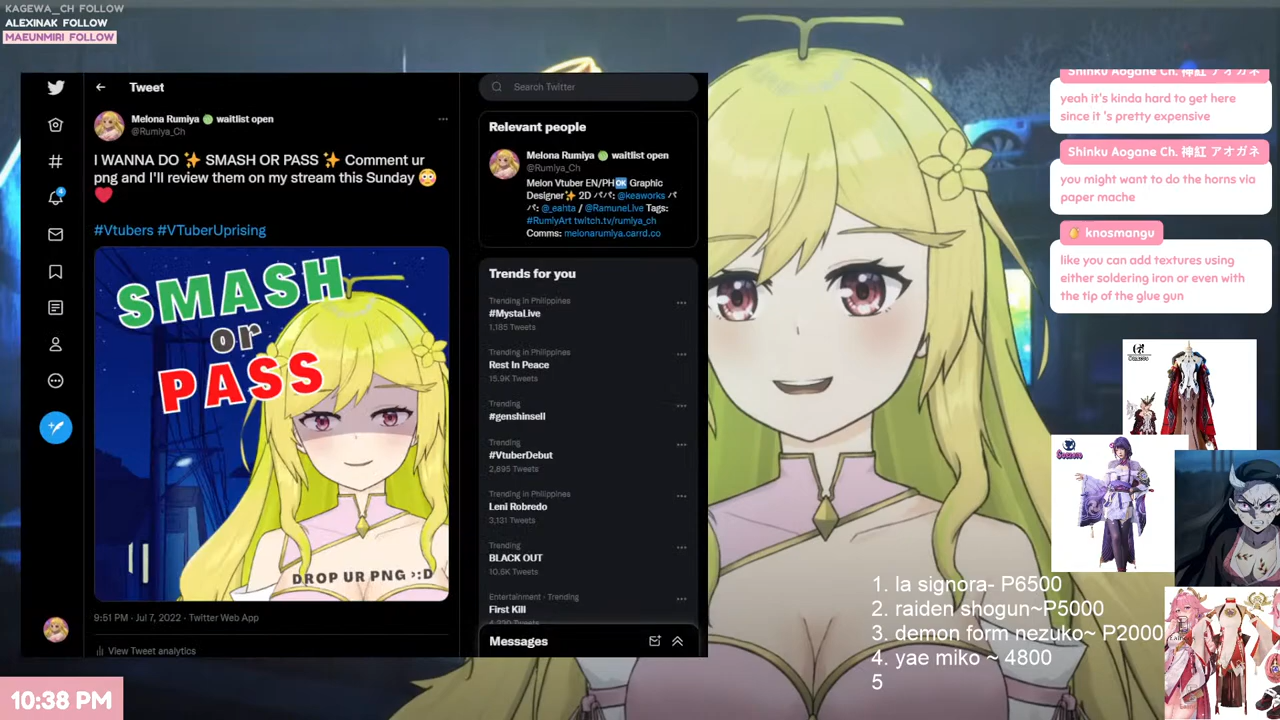 KAGEWA_CH FOLLOW
ALEXINAK FOLLOW
MAEUNMIRI FOLLOW
Tweet
Melona Rumiya 🍈 waitlist open
@Rumiya_Ch
I WANNA DO ✨ SMASH OR PASS ✨ Comment ur
png and I'll review them on my stream this Sunday 😳
❤️
#Vtubers #VTuberUprising
SMASH
or
PASS
DROP UR PNG >:D
9:51 PM · Jul 7, 2022 · Twitter Web App
View Tweet analytics
4
Search Twitter
Relevant people
Melona Rumiya 🍈 waitlist open
@Rumiya_Ch
Melon Vtuber EN/PH🆗 Graphic
Designer✨ 2D パパ: @keaworks パ
パ: @_eahta / @RamuneLive Tags:
#RumiyArt twitch.tv/rumiya_ch
Comms: melonarumiya.carrd.co
Trends for you
Trending in Philippines
#MystaLive
1,185 Tweets
Trending in Philippines
Rest In Peace
15.9K Tweets
Trending
#genshinsell
Trending
#VtuberDebut
2,895 Tweets
Trending in Philippines
Leni Robredo
3,131 Tweets
Trending
BLACK OUT
10.6K Tweets
Entertainment · Trending
First Kill
Messages
Shinku Aogane Ch. 神紅 アオガネ
yeah it's kinda hard to get here
since it 's pretty expensive
Shinku Aogane Ch. 神紅 アオガネ
you might want to do the horns via
paper mache
knosmangu
like you can add textures using
either soldering iron or even with
the tip of the glue gun
1. la signora- P6500
2. raiden shogun~P5000
3. demon form nezuko~ P2000
4. yae miko ~ 4800
5
10:38 PM